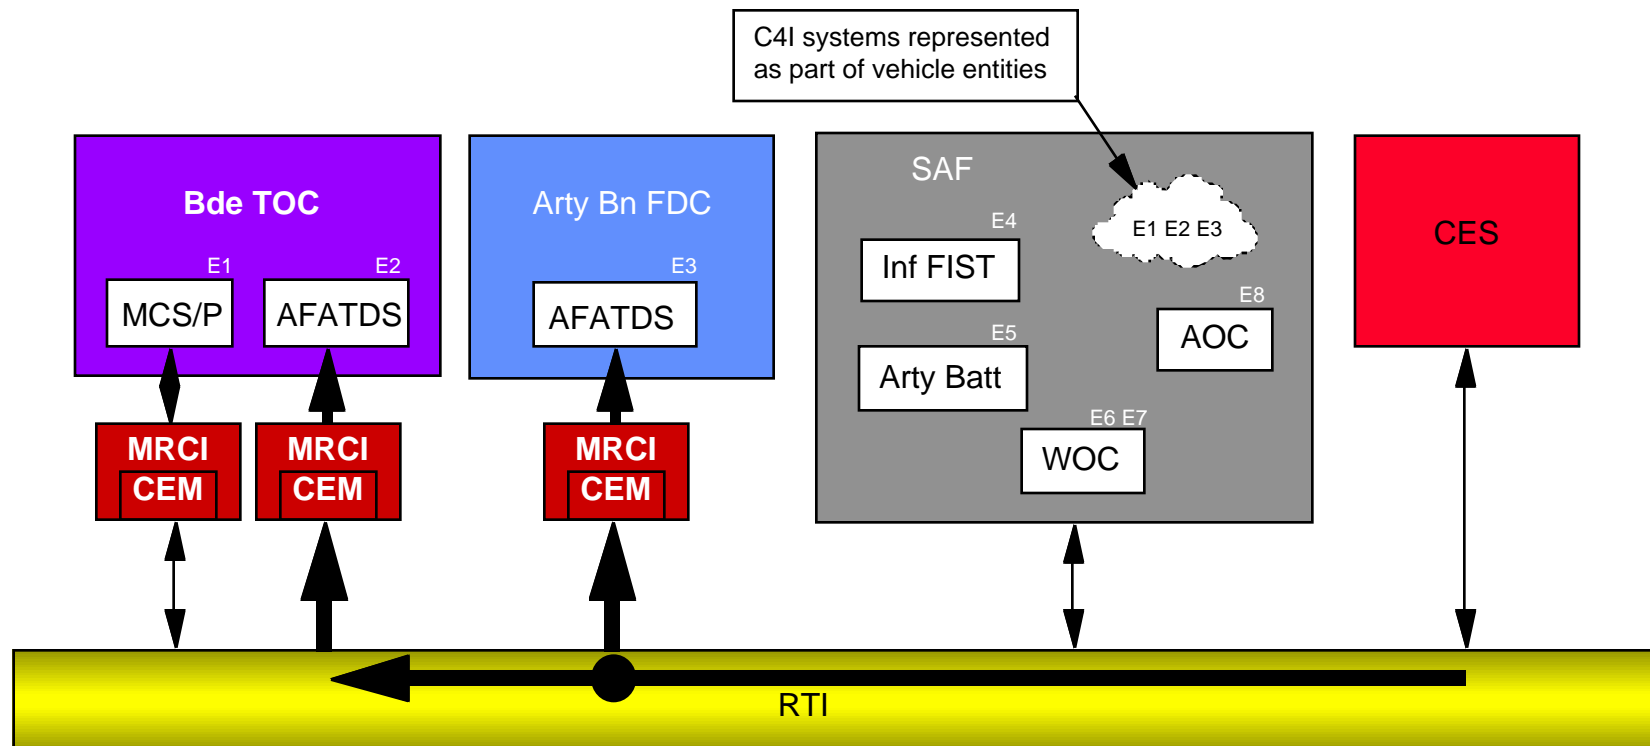 C4I systems represented
as part of vehicle entities
Bde TOC
E1
MCS/P
E2
AFATDS
MRCI
CEM
MRCI
CEM
Arty Bn FDC
E3
AFATDS
MRCI
CEM
SAF
E4
Inf FIST
E1 E2 E3
E8
AOC
E5
Arty Batt
E6 E7
WOC
CES
RTI